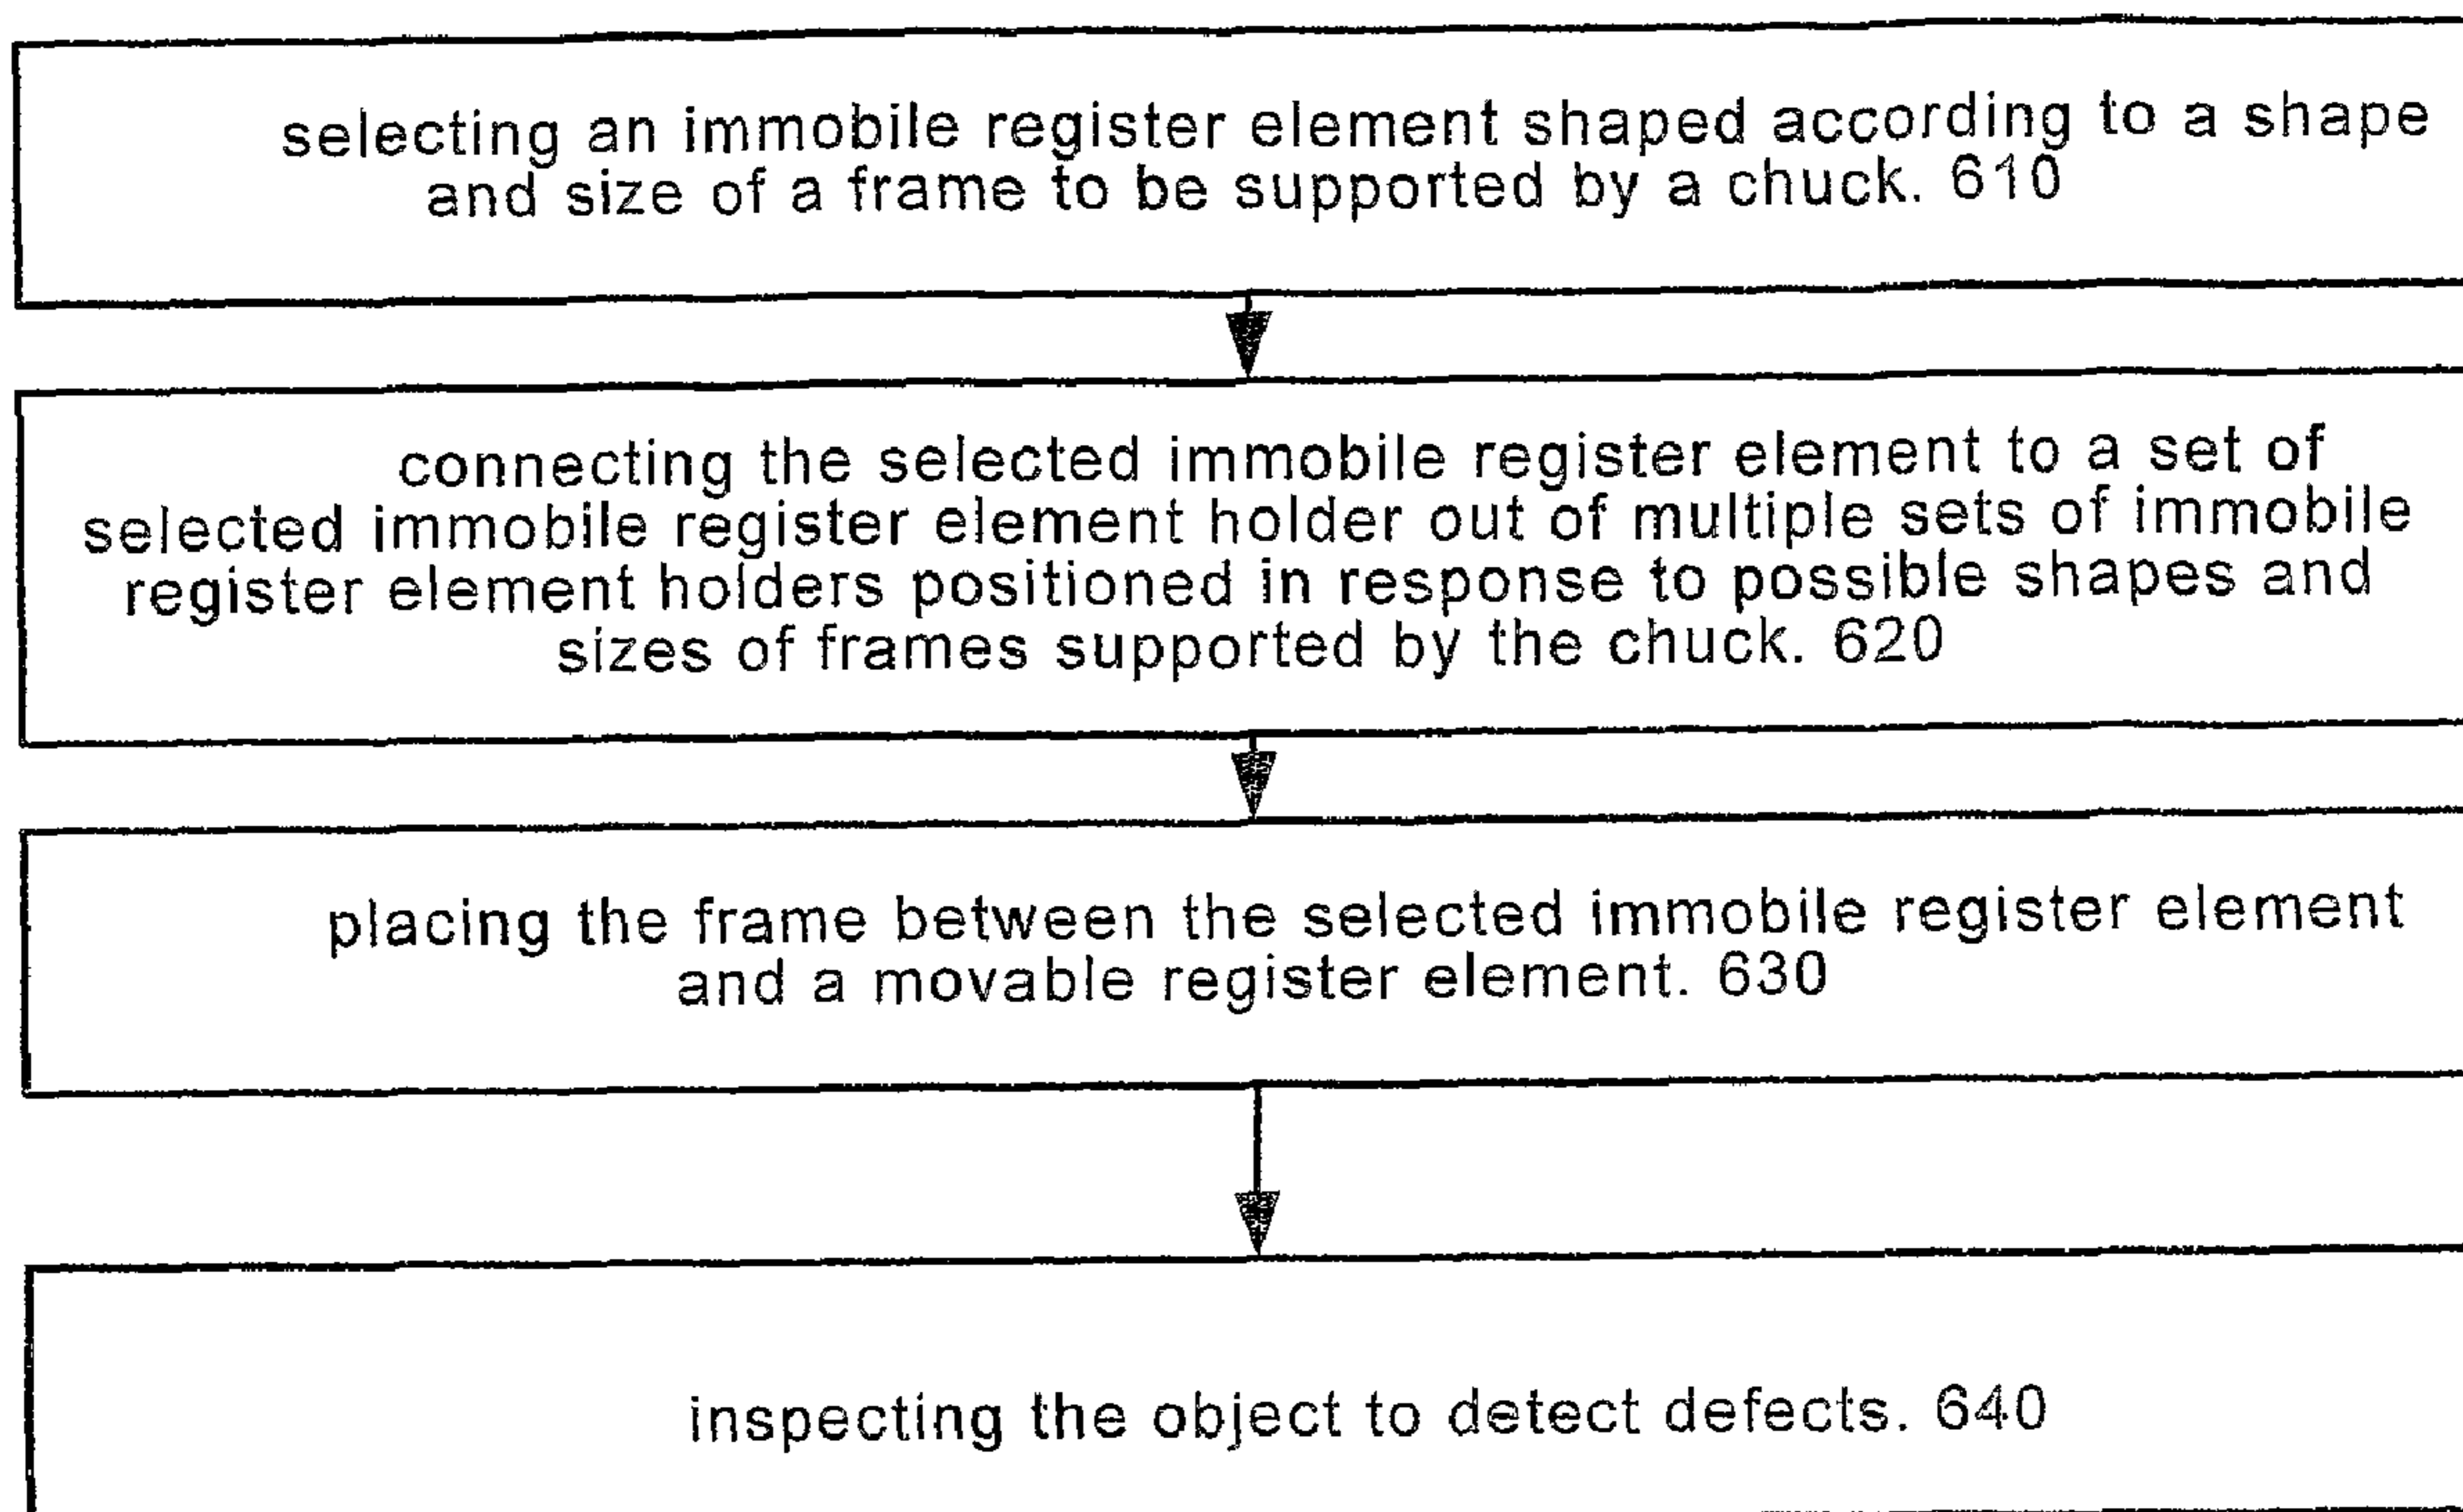 selecting an immobile register element shaped according to a shape
and size of a frame to be supported by a chuck. 610
connecting the selected immobile register element to a set of
selected immobile register element holder out of multiple sets of immobile
register element holders positioned in response to possible shapes and
sizes of frames supported by the chuck. 620
placing the frame between the selected immobile register element
and a movable register element. 630
inspecting the object to detect defects. 640